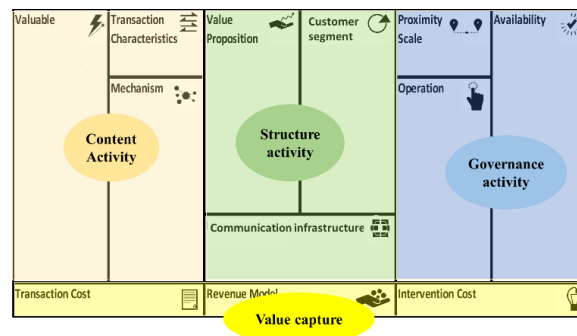 Valuable
Transaction
Characteristics
Mechanism
Content
Activity
Value
Proposition
Customer
segment
Structure
activity
Communication infrastructure
Proximity
Scale
Availability
Operation
Governance
activity
Transaction Cost
Revenue Model
Intervention Cost
Value capture